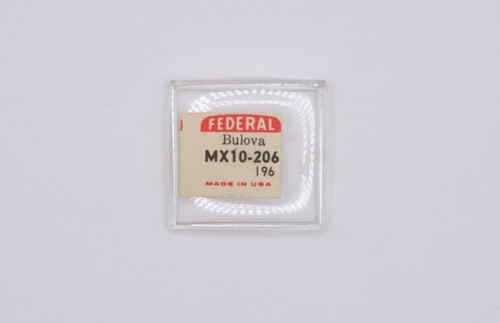 FEDERAL
Bulova
MX10-206
196
MADE IN USA